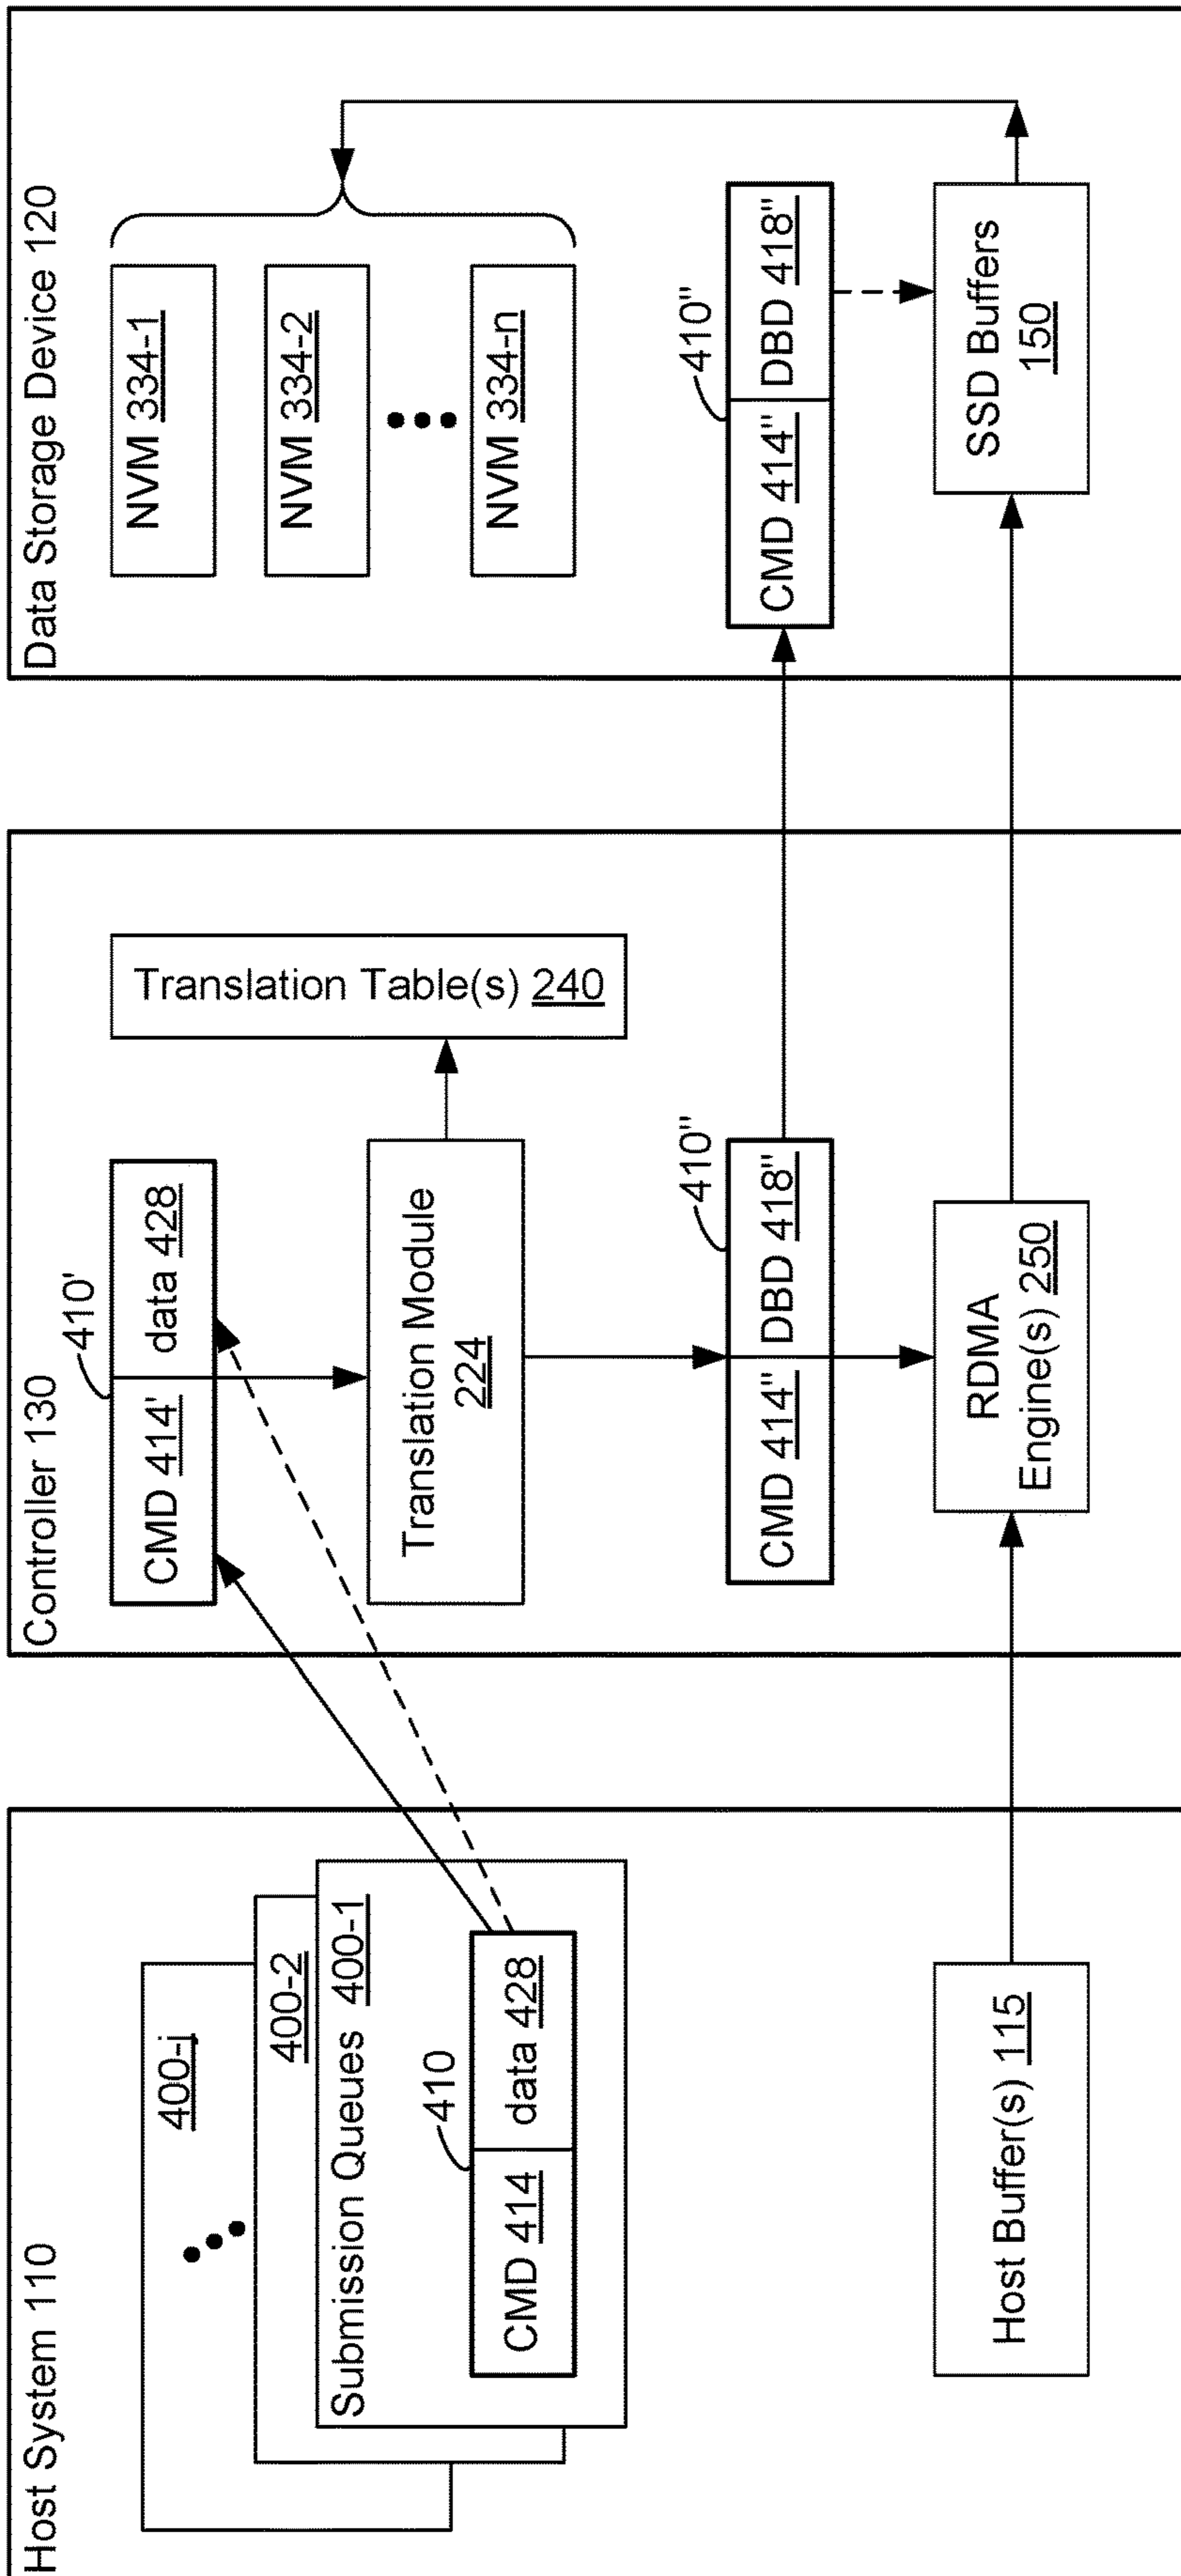 Host System 110
400-j
400-2
Submission Queues 400-1
410
CMD 414 data 428
Host Buffer(s) 115
Controller 130
410'
CMD 414' data 428
Translation Table(s) 240
Translation Module
224
410"
CMD 414" DBD 418"
RDMA
Engine(s) 250
Data Storage Device 120
NVM 334-1
NVM 334-2
NVM 334-n
410"
CMD 414" DBD 418"
SSD Buffers
150